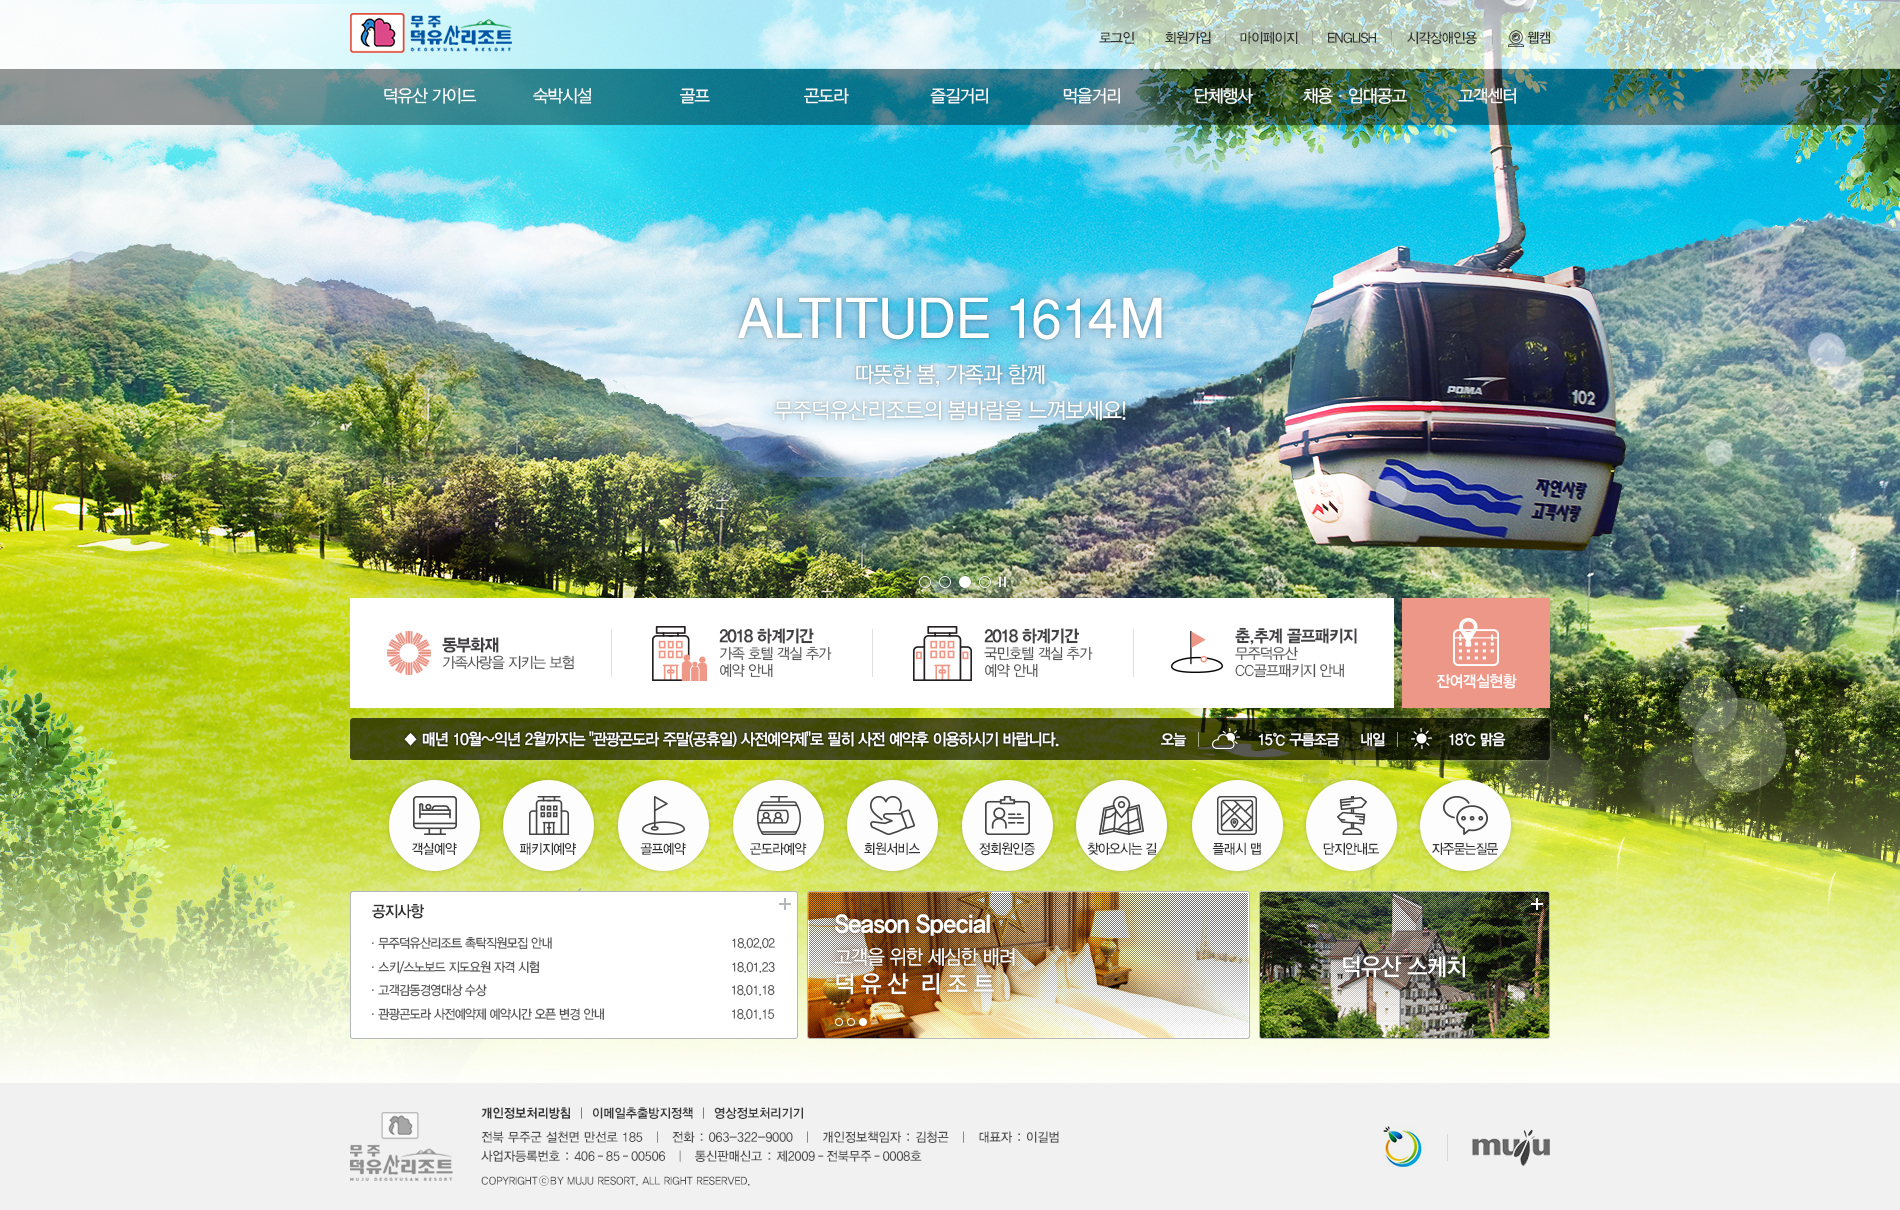 무주
덕유산리조트
DEOGYUSAN RESORT
로그인
회원가입
마이페이지
ENGLISH
시각장애인용
웹캠
덕유산 가이드
숙박시설
골프
곤도라
즐길거리
먹을거리
단체행사
채용 · 임대공고
고객센터
ALTITUDE 1614M
따뜻한 봄, 가족과 함께
무주덕유산리조트의 봄바람을 느껴보세요!
POMA
102
자연사랑
고객사랑
동부화재
가족사랑을 지키는 보험
2018 하계기간
가족 호텔 객실 추가
예약 안내
2018 하계기간
국민호텔 객실 추가
예약 안내
춘,추계 골프패키지
무주덕유산
CC골프패키지 안내
잔여객실현황
◆ 매년 10월~익년 2월까지는 "관광곤도라 주말(공휴일) 사전예약제"로 필히 사전 예약후 이용하시기 바랍니다.
오늘 15℃ 구름조금 내일 18℃ 맑음
객실예약
패키지예약
골프예약
곤도라예약
회원서비스
정회원인증
찾아오시는 길
플래시 맵
단지안내도
자주묻는질문
공지사항
· 무주덕유산리조트 촉탁직원모집 안내 18.02.02
· 스키/스노보드 지도요원 자격 시험 18.01.23
· 고객감동경영대상 수상 18.01.18
· 관광곤도라 사전예약제 예약시간 오픈 변경 안내 18.01.15
Season Special
고객을 위한 세심한 배려
덕유산 리조트
덕유산 스케치
무주
덕유산리조트
MUJU DEOGYUSAN RESORT
개인정보처리방침 | 이메일추출방지정책 | 영상정보처리기기
전북 무주군 설천면 만선로 185 | 전화 : 063-322-9000 | 개인정보책임자 : 김청곤 | 대표자 : 이길범
사업자등록번호 : 406 - 85 - 00506 | 통신판매신고 : 제2009 - 전북무주 - 0008호
COPYRIGHT ⓒ BY MUJU RESORT. ALL RIGHT RESERVED.
muju